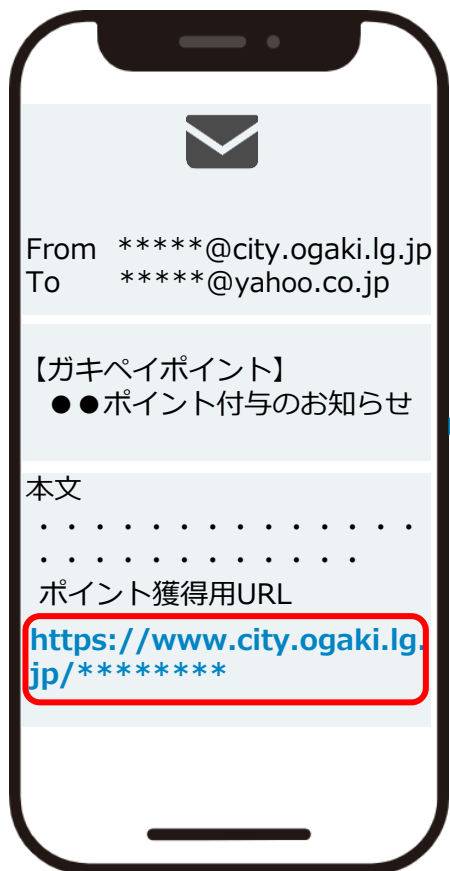 From *****@city.ogaki.lg.jp
To *****@yahoo.co.jp
【ガキペイポイント】
●●ポイント付与のお知らせ
本文
・・・・・・・・・・・・・・
・・・・・・・・・・・・
ポイント獲得用URL
https://www.city.ogaki.lg.
jp/********